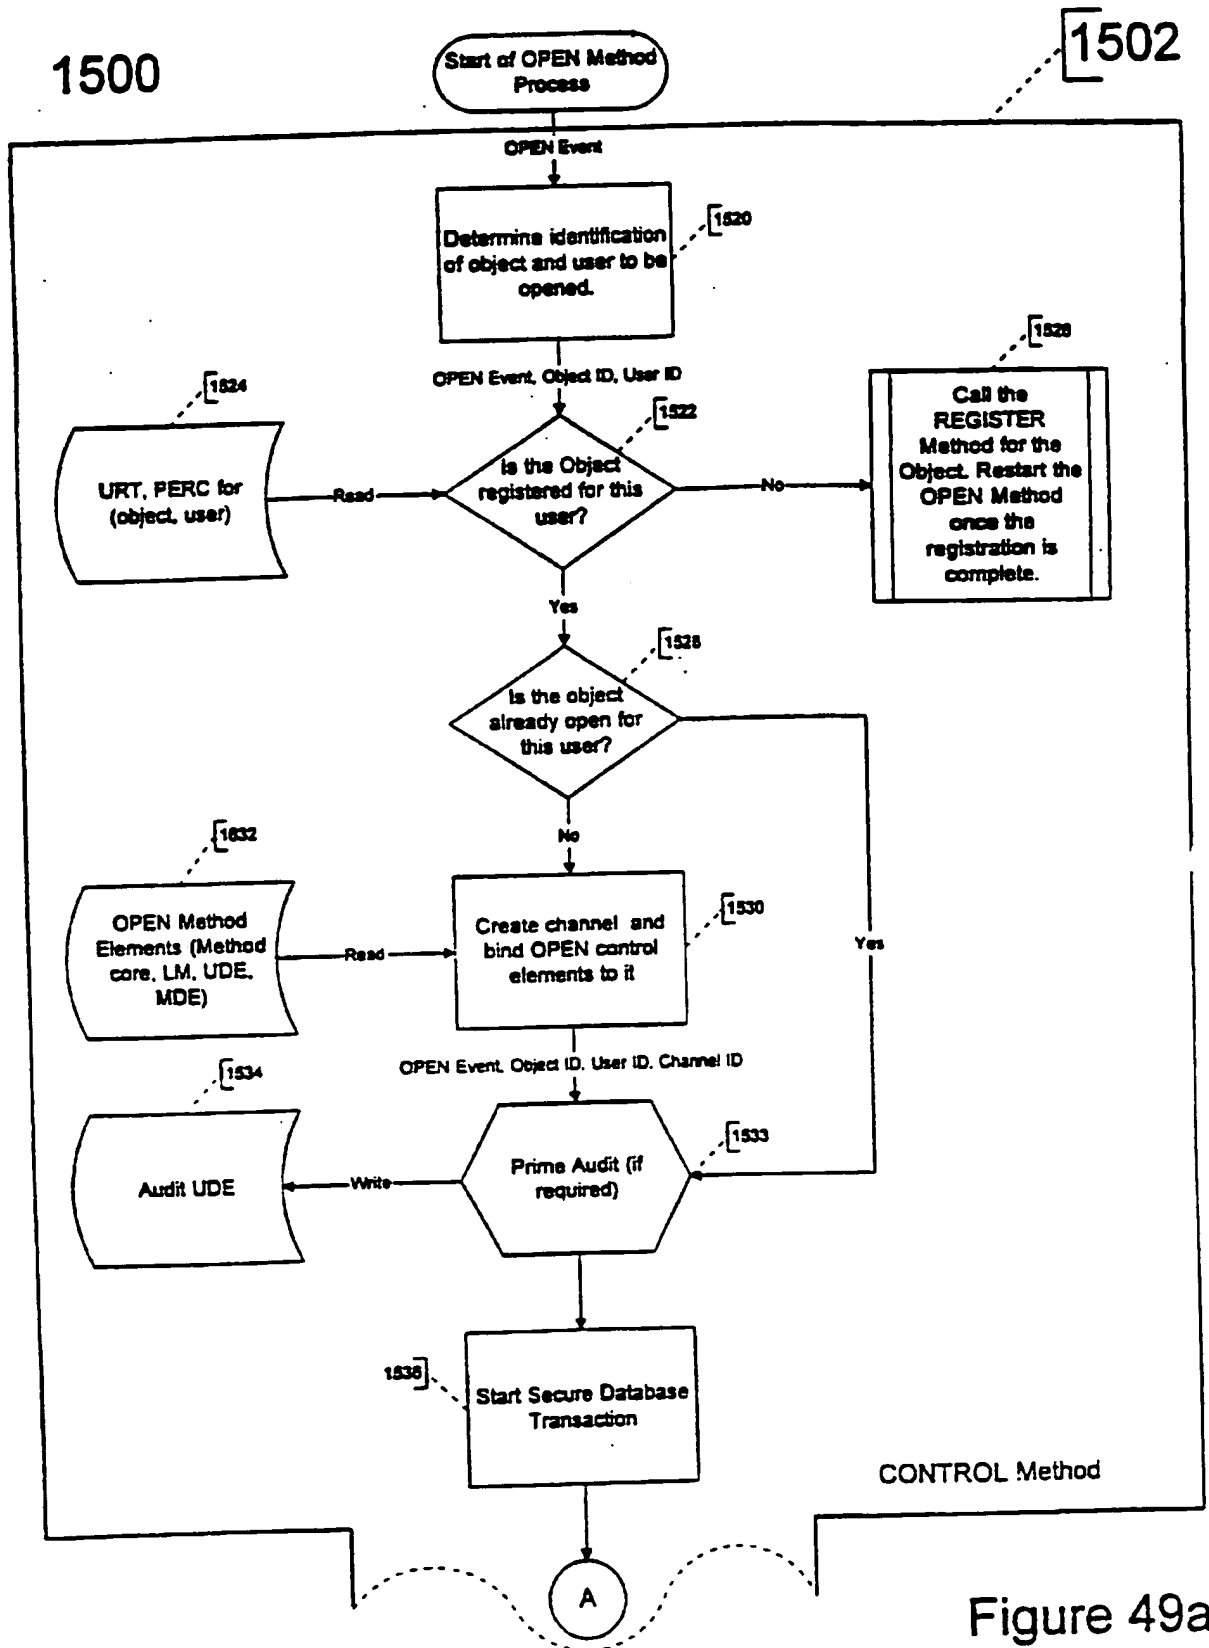 1500
1502
Start of OPEN Method
Process
OPEN Event
Determine identification
of object and user to be
opened.
1520
OPEN Event, Object ID, User ID
1524
1522
1526
URT, PERC for
(object, user)
Read
Is the Object
registered for this
user?
No
Call the
REGISTER
Method for the
Object. Restart the
OPEN Method
once the
registration is
complete.
Yes
1528
Is the object
already open for
this user?
No
Yes
1532
OPEN Method
Elements (Method
core, LM, UDE,
MDE)
Read
Create channel and
bind OPEN control
elements to it
1530
OPEN Event, Object ID, User ID, Channel ID
1534
Audit UDE
Write
Prime Audit (if
required)
1533
1536
Start Secure Database
Transaction
CONTROL Method
A
Figure 49a